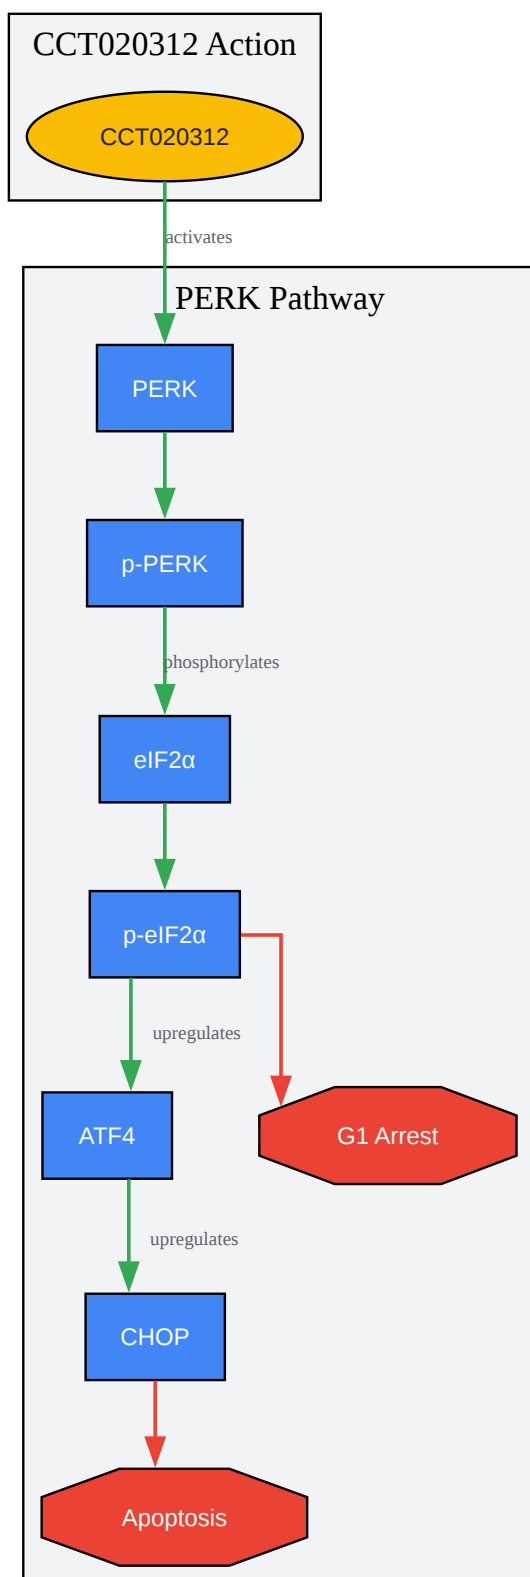 CCT020312 Action
CCT020312
activates
PERK Pathway
PERK
p-PERK
phosphorylates
eIF2α
p-eIF2α
upregulates
ATF4
G1 Arrest
upregulates
CHOP
Apoptosis